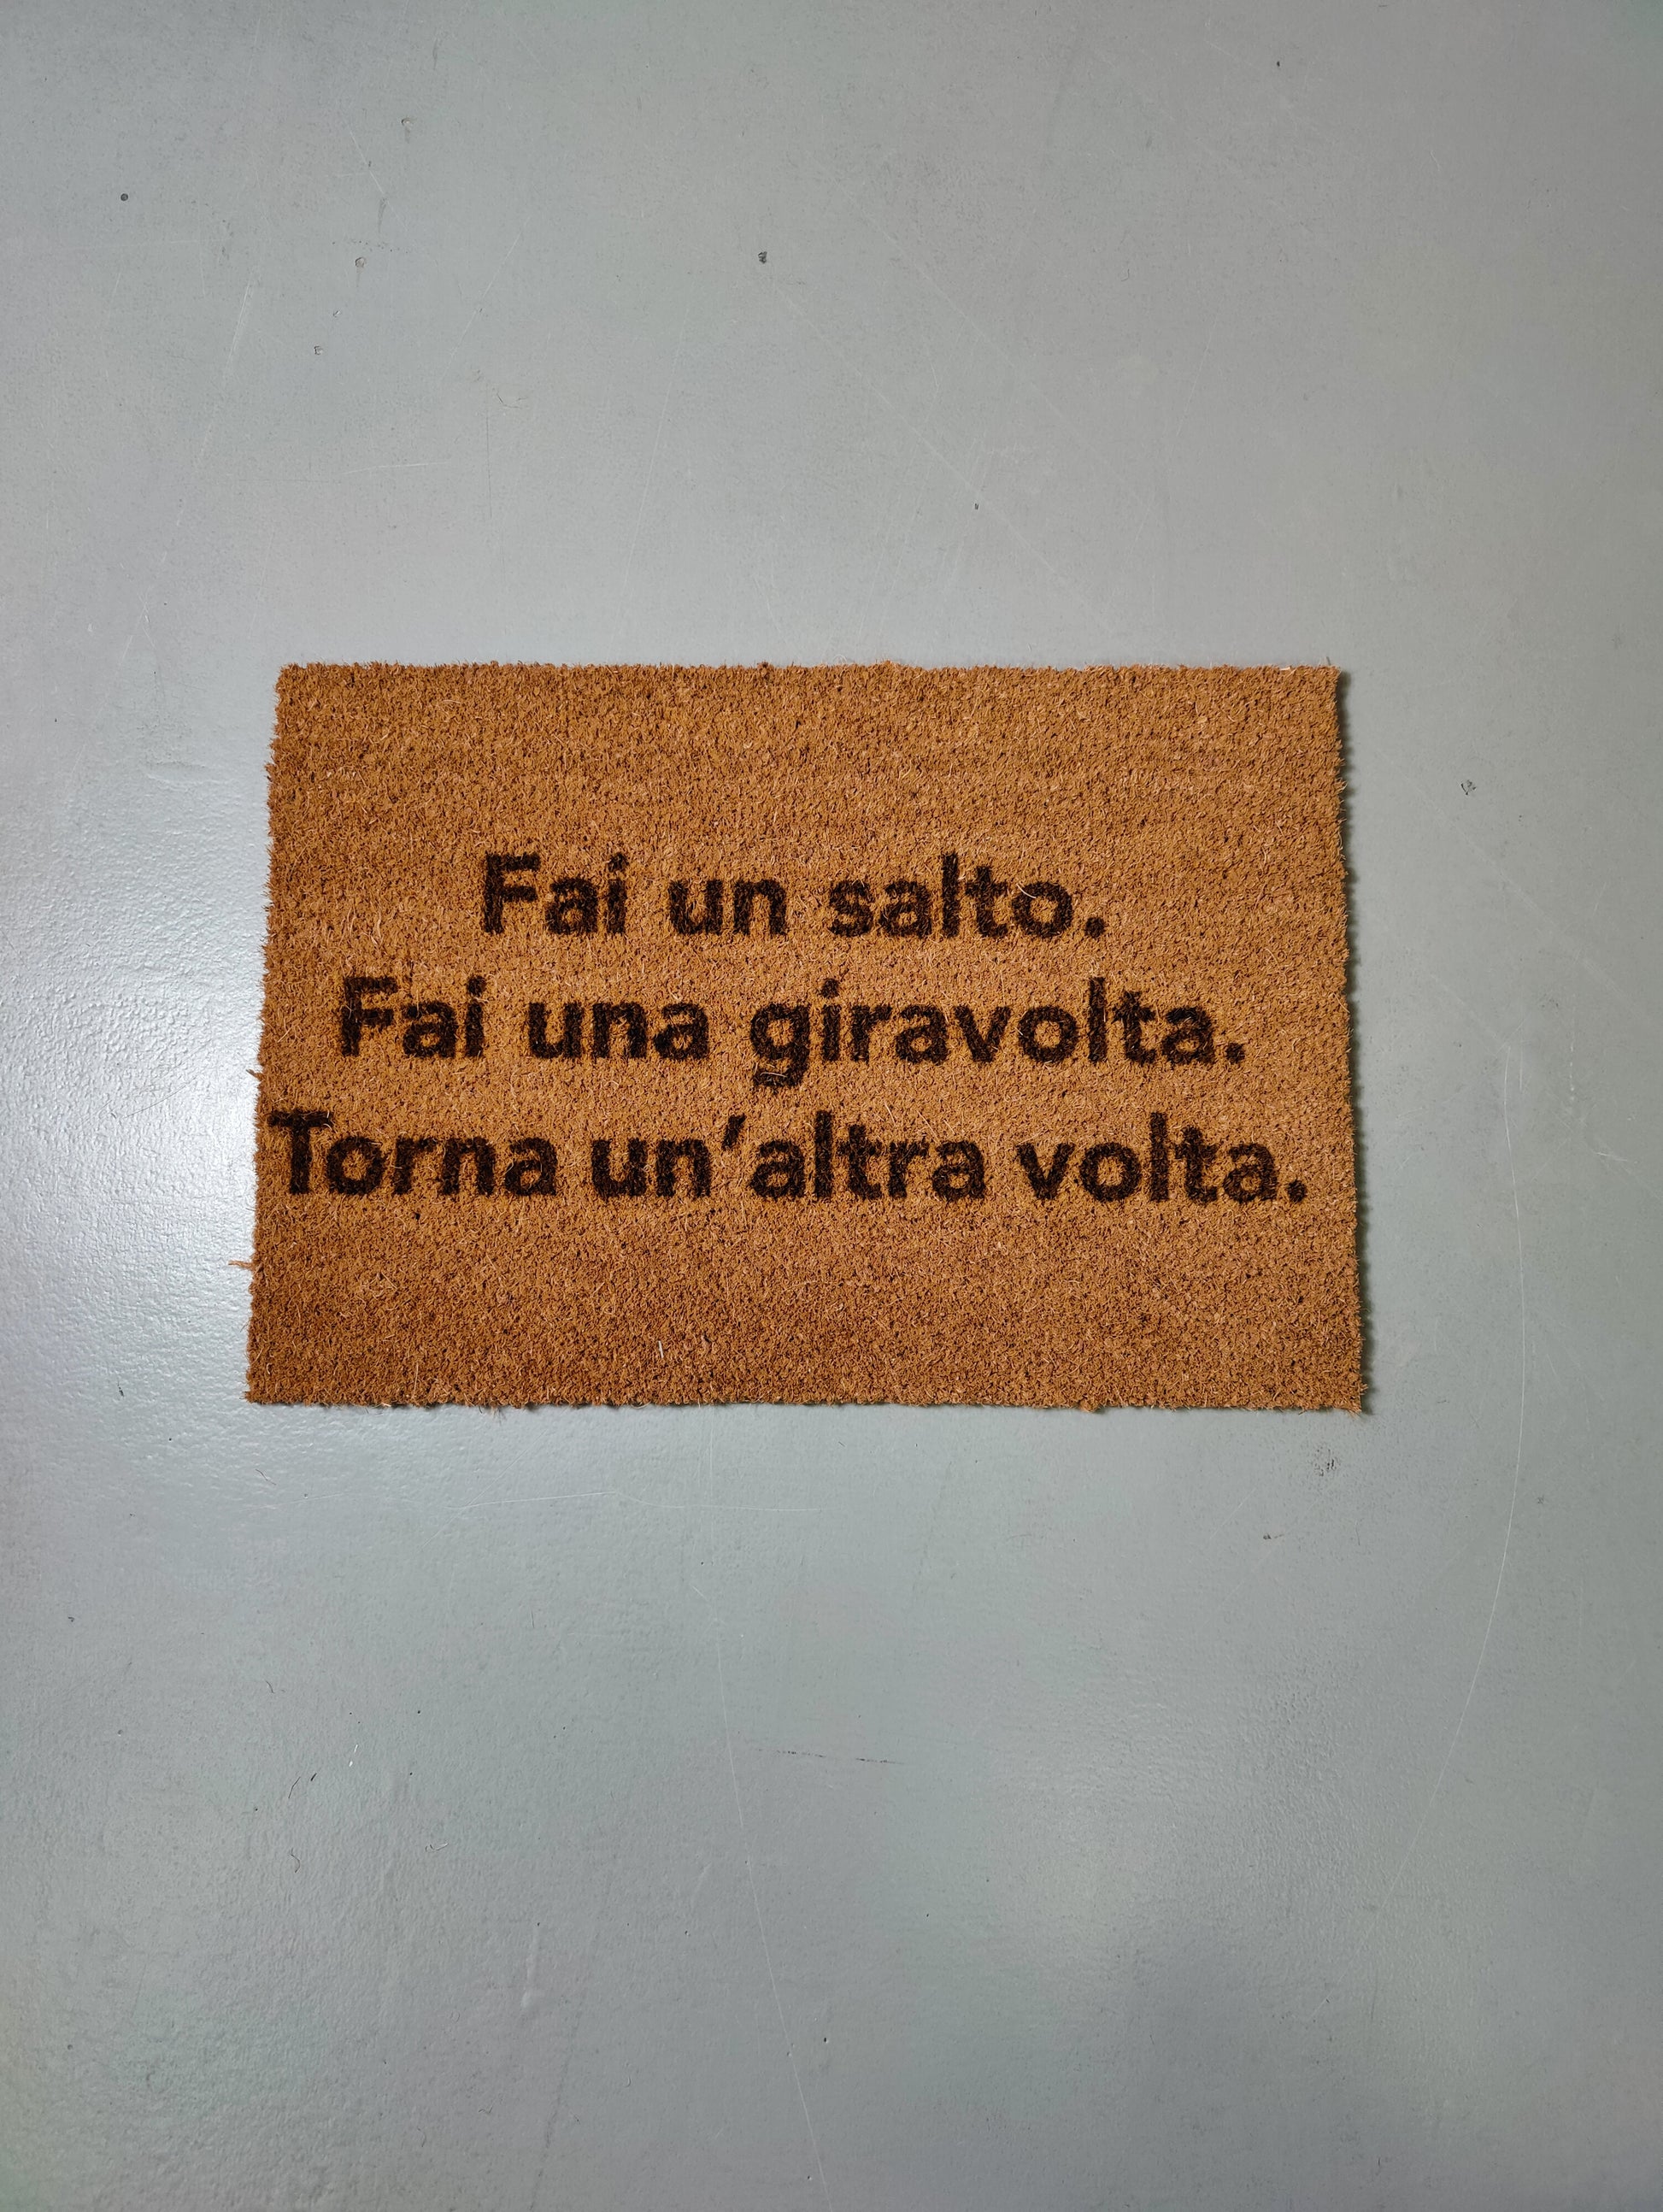 Fai un salto.
Fai una giravolta.
Torna un’altra volta.